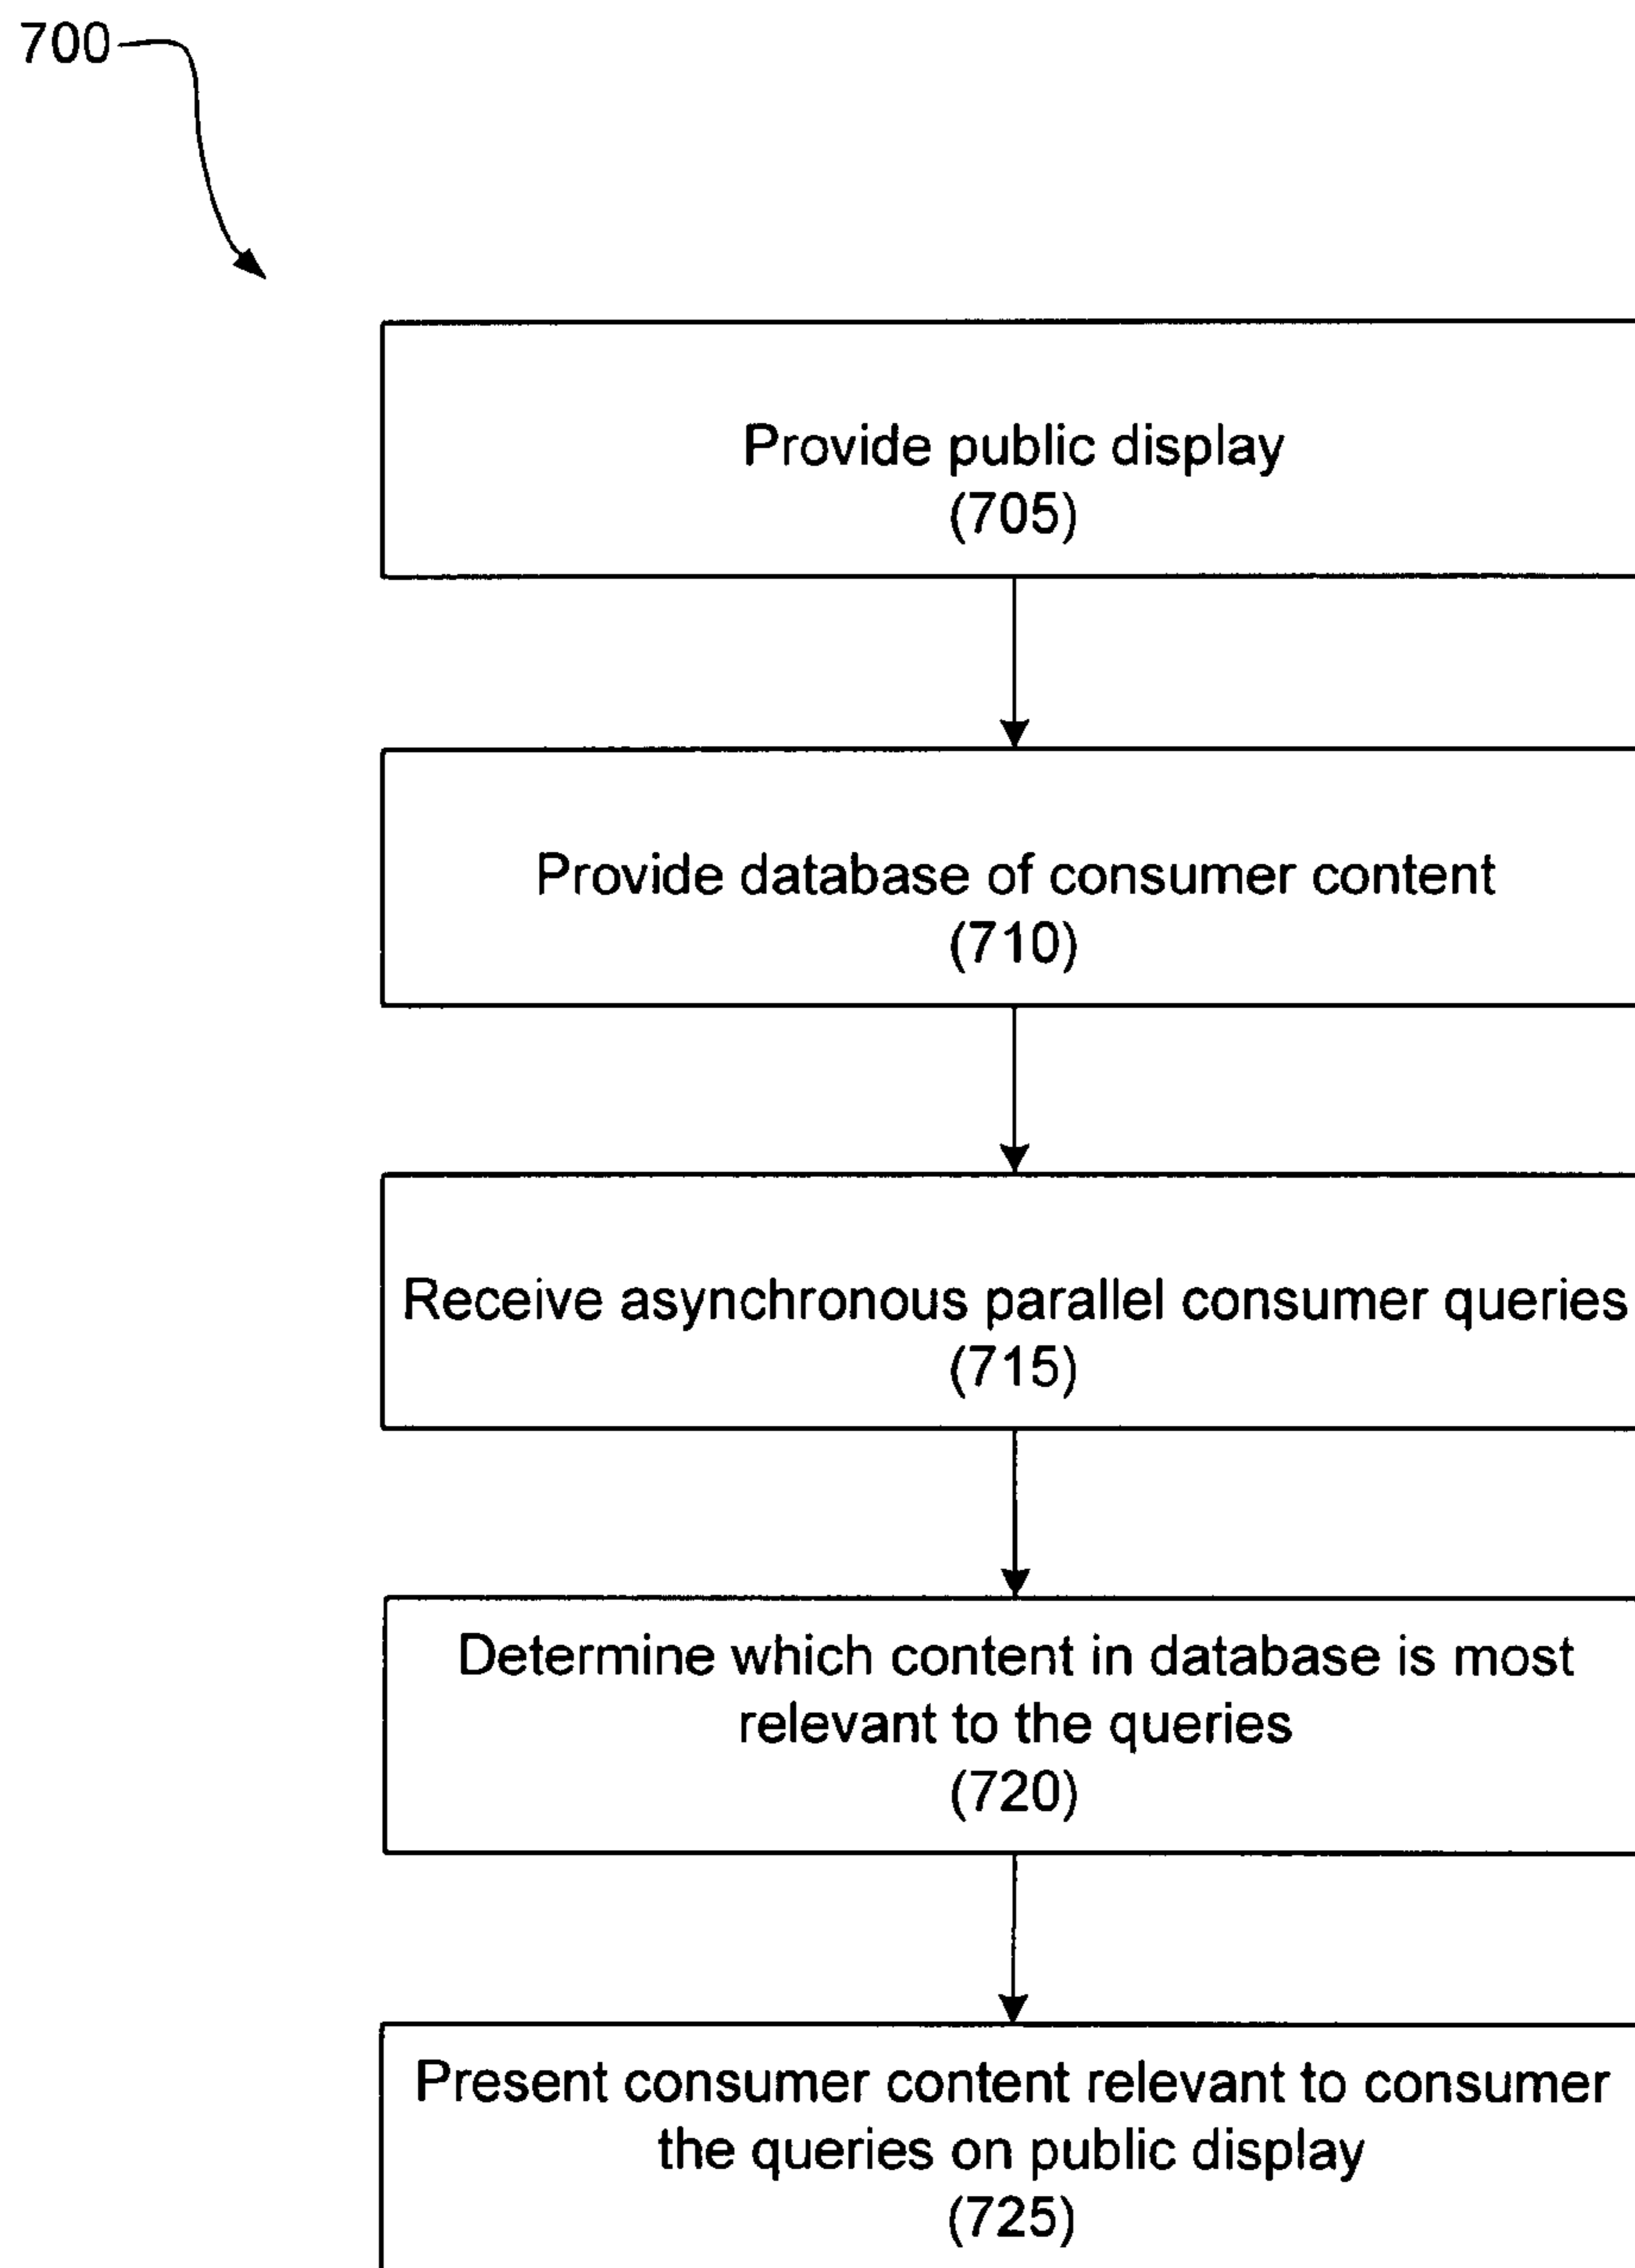 700
Provide public display
(705)
Provide database of consumer content
(710)
Receive asynchronous parallel consumer queries
(715)
Determine which content in database is most
relevant to the queries
(720)
Present consumer content relevant to consumer
the queries on public display
(725)